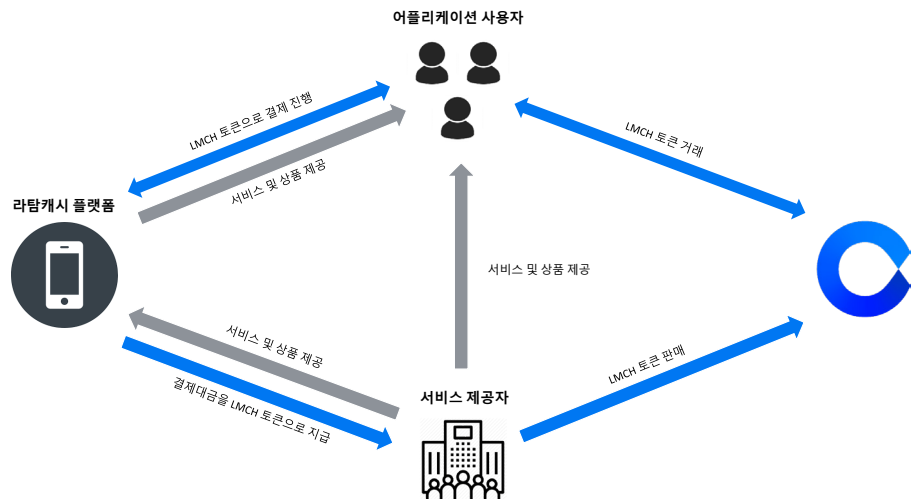 어플리케이션 사용자
LMCH 토큰으로 결제 진행
서비스 및 상품 제공
LMCH 토큰 거래
라탐캐시 플랫폼
서비스 및 상품 제공
서비스 및 상품 제공
결제대금을 LMCH 토큰으로 지급
서비스 제공자
LMCH 토큰 판매